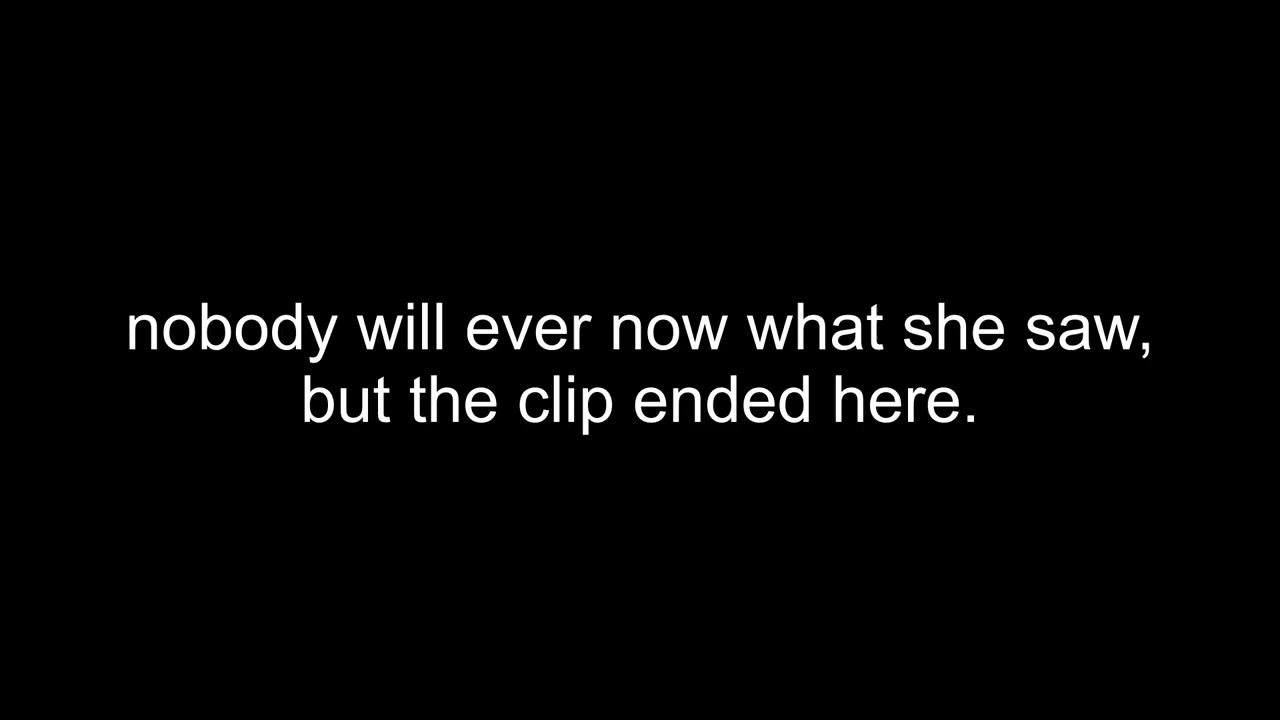 nobody will ever now what she saw,
but the clip ended here.